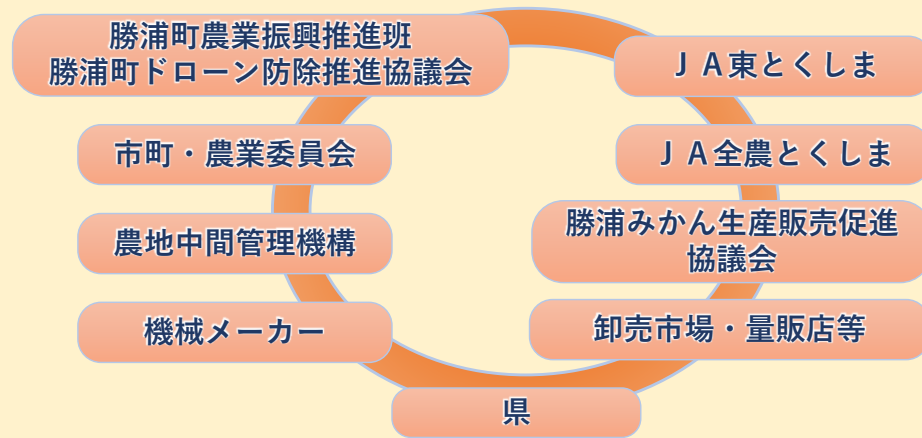 勝浦町農業振興推進班
勝浦町ドローン防除推進協議会
ＪＡ東とくしま
市町・農業委員会
ＪＡ全農とくしま
農地中間管理機構
勝浦みかん生産販売促進
協議会
機械メーカー
卸売市場・量販店等
県